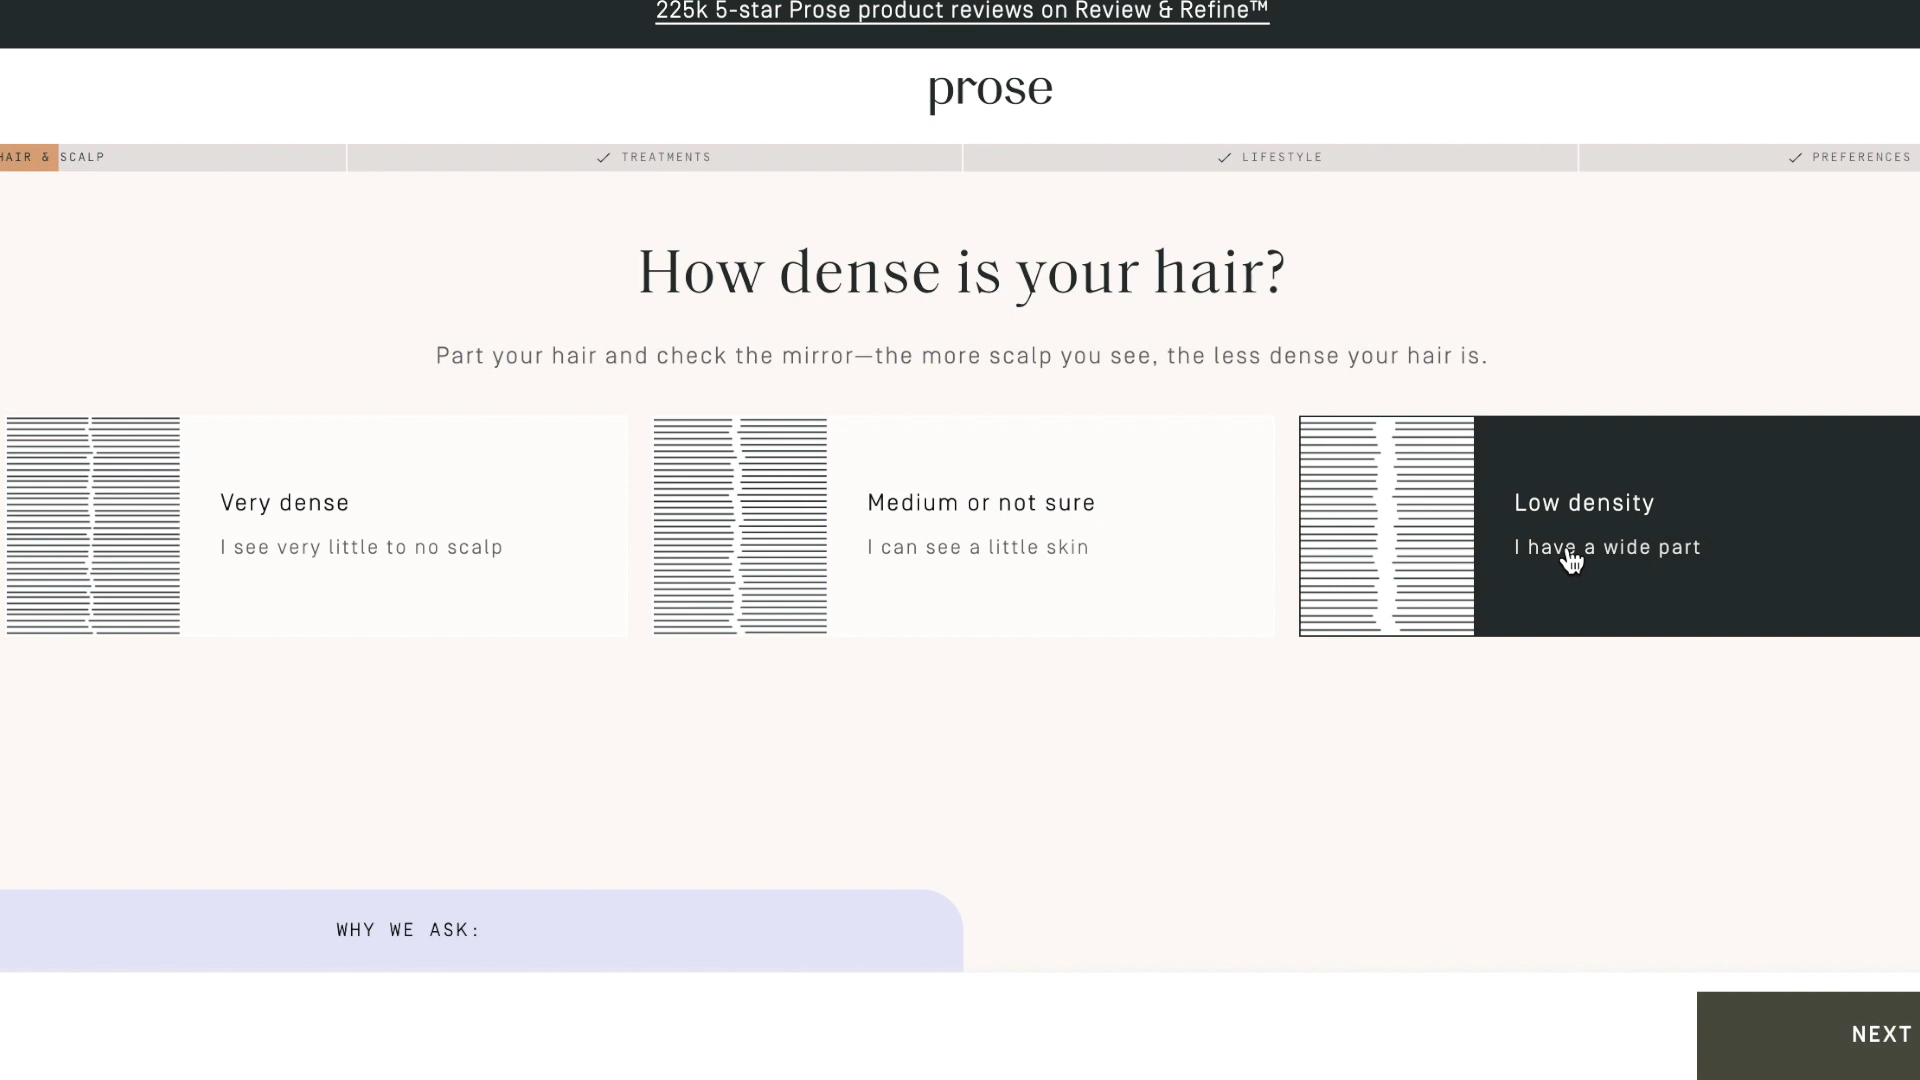 225k 5-star Prose product reviews on Review & Refine™
prose
HAIR & SCALP
TREATMENTS
LIFESTYLE
PREFERENCES
How dense is your hair?
Part your hair and check the mirror—the more scalp you see, the less dense your hair is.
Very dense
I see very little to no scalp
Medium or not sure
I can see a little skin
Low density
I have a wide part
WHY WE ASK:
NEXT